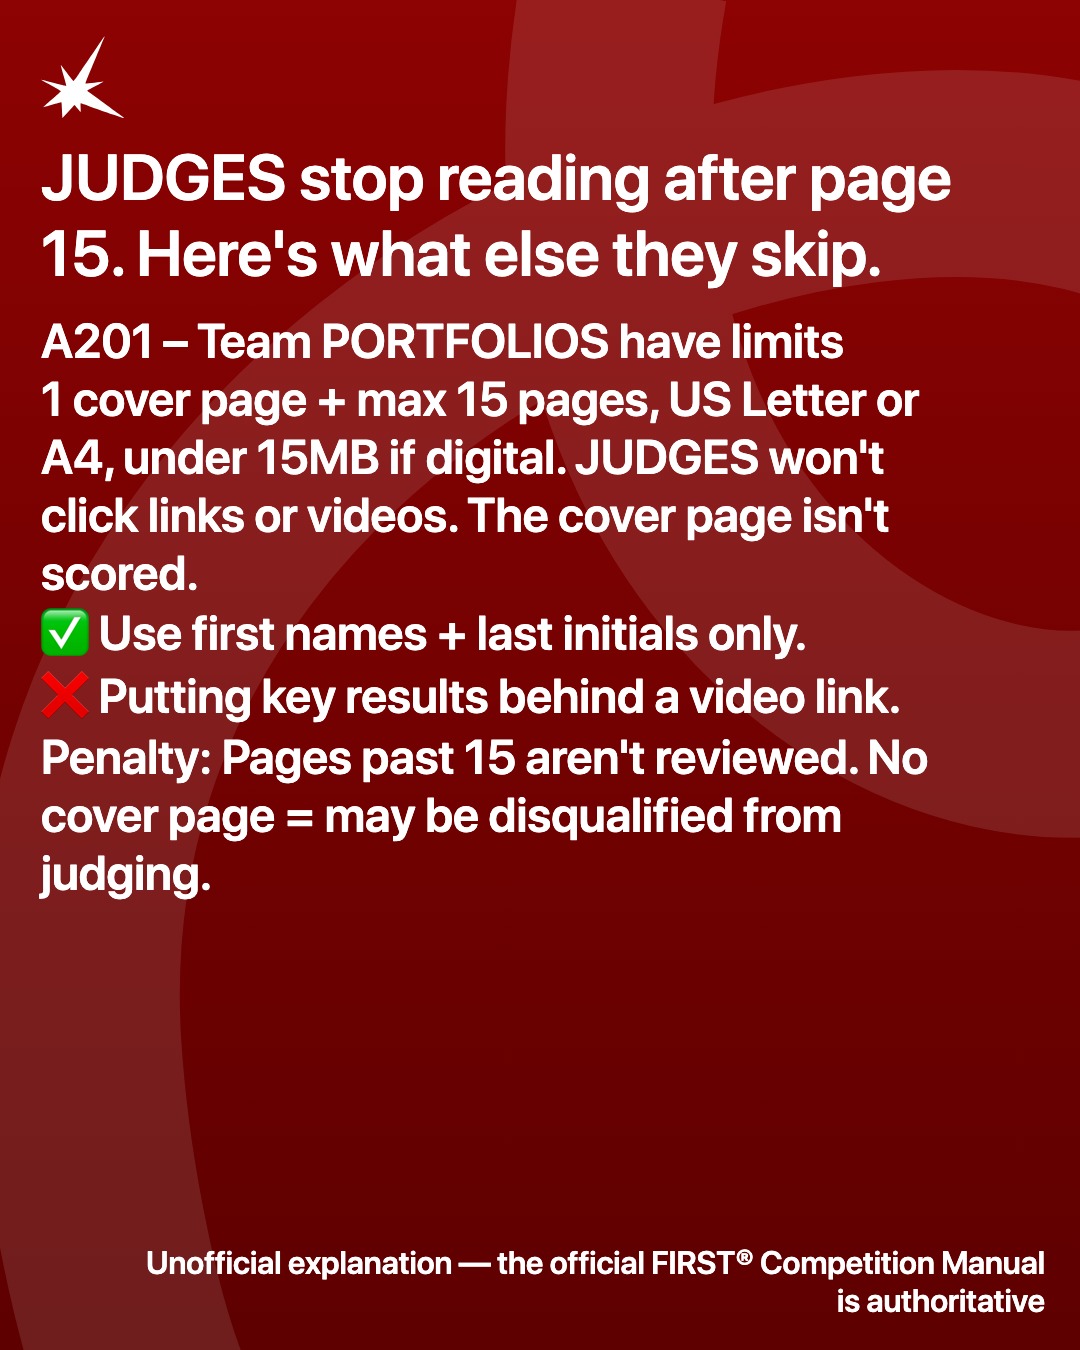 JUDGES stop reading after page
15. Here's what else they skip.
A201 – Team PORTFOLIOS have limits
1 cover page + max 15 pages, US Letter or
A4, under 15MB if digital. JUDGES won't
click links or videos. The cover page isn't
scored.
✅ Use first names + last initials only.
❌ Putting key results behind a video link.
Penalty: Pages past 15 aren't reviewed. No
cover page = may be disqualified from
judging.
Unofficial explanation — the official FIRST® Competition Manual
is authoritative